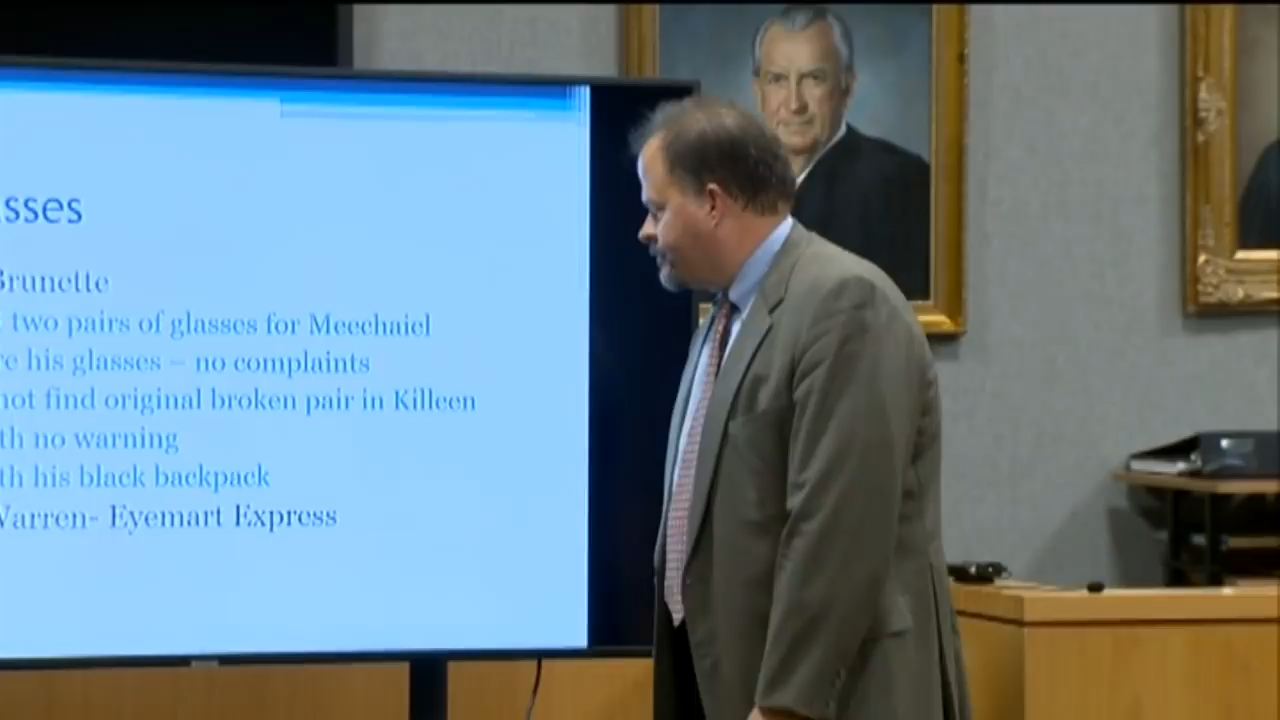 sses
Brunette
two pairs of glasses for Meechaiel
re his glasses – no complaints
not find original broken pair in Killeen
th no warning
th his black backpack
Warren- Eyemart Express